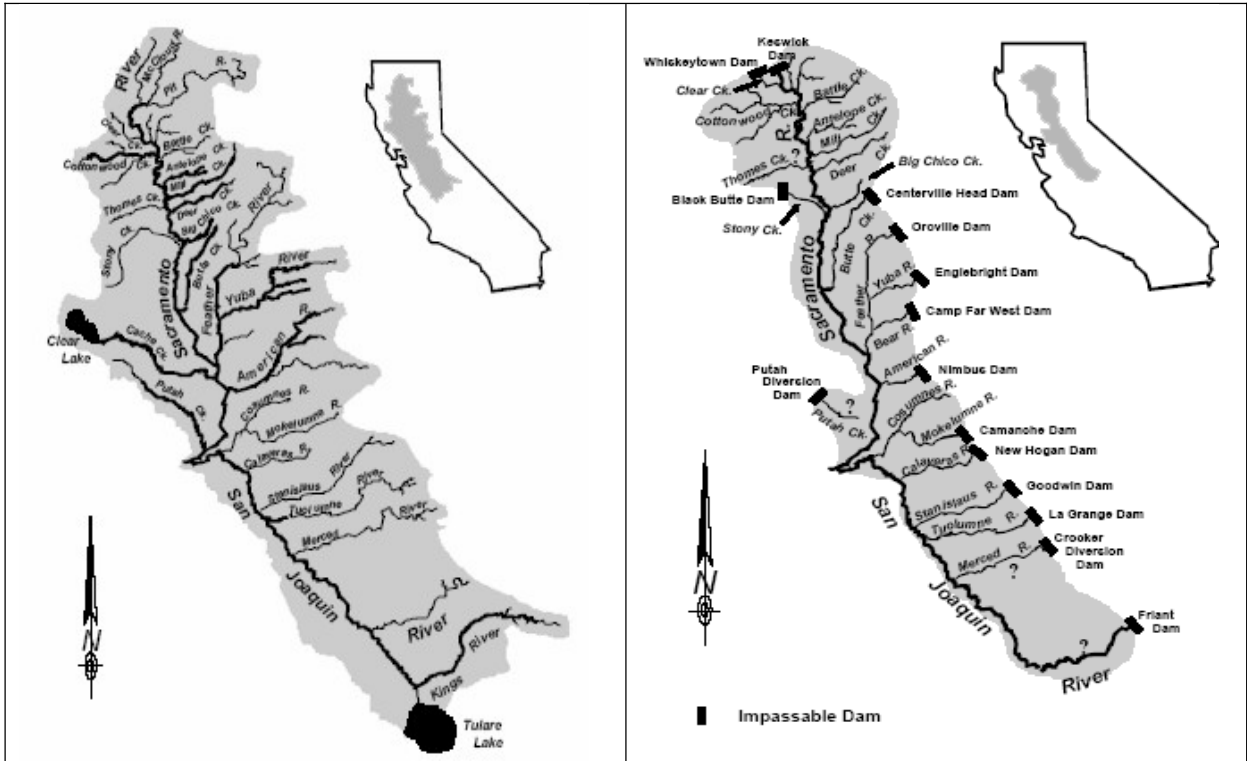 River
McCloud R.
Pit
R.
Ck.
Cottonwood Ck.
Battle Ck.
Antelope Ck.
Mill Ck.
Thomes Ck.
Deer Ck.
Big Chico Ck.
River
Stony Ck.
Butte Ck.
Sacramento
Feather
Yuba
River
Clear
Lake
Cache Ck.
American
R.
Putah
Ck.
Cosumnes R.
Mokelumne R.
Calaveras R.
San
Stanislaus River
Tuolumne River
Merced River
Joaquin
River
Kings
River
N
Tulare
Lake
Keswick
Dam
Whiskeytown Dam
Clear Ck.
Battle Ck.
Cottonwood Ck.
R.
Antelope Ck.
Mill
Ck.
?
Thomes Ck.
Deer
Big Chico Ck.
Black Butte Dam
Centerville Head Dam
Stony Ck.
Butte Ck.
R.
Oroville Dam
Sacramento
Feather
Yuba R.
Englebright Dam
Camp Far West Dam
Bear R.
American R.
Nimbus Dam
Putah
Diversion
Dam
?
Putah Ck.
Cosumnes R.
Mokelumne R.
Camanche Dam
Calaveras R.
New Hogan Dam
San
Stanislaus R.
Goodwin Dam
Tuolumne R.
La Grange Dam
Merced R.
Crooker
Diversion
Dam
?
Joaquin
N
Friant
Dam
?
River
Impassable Dam